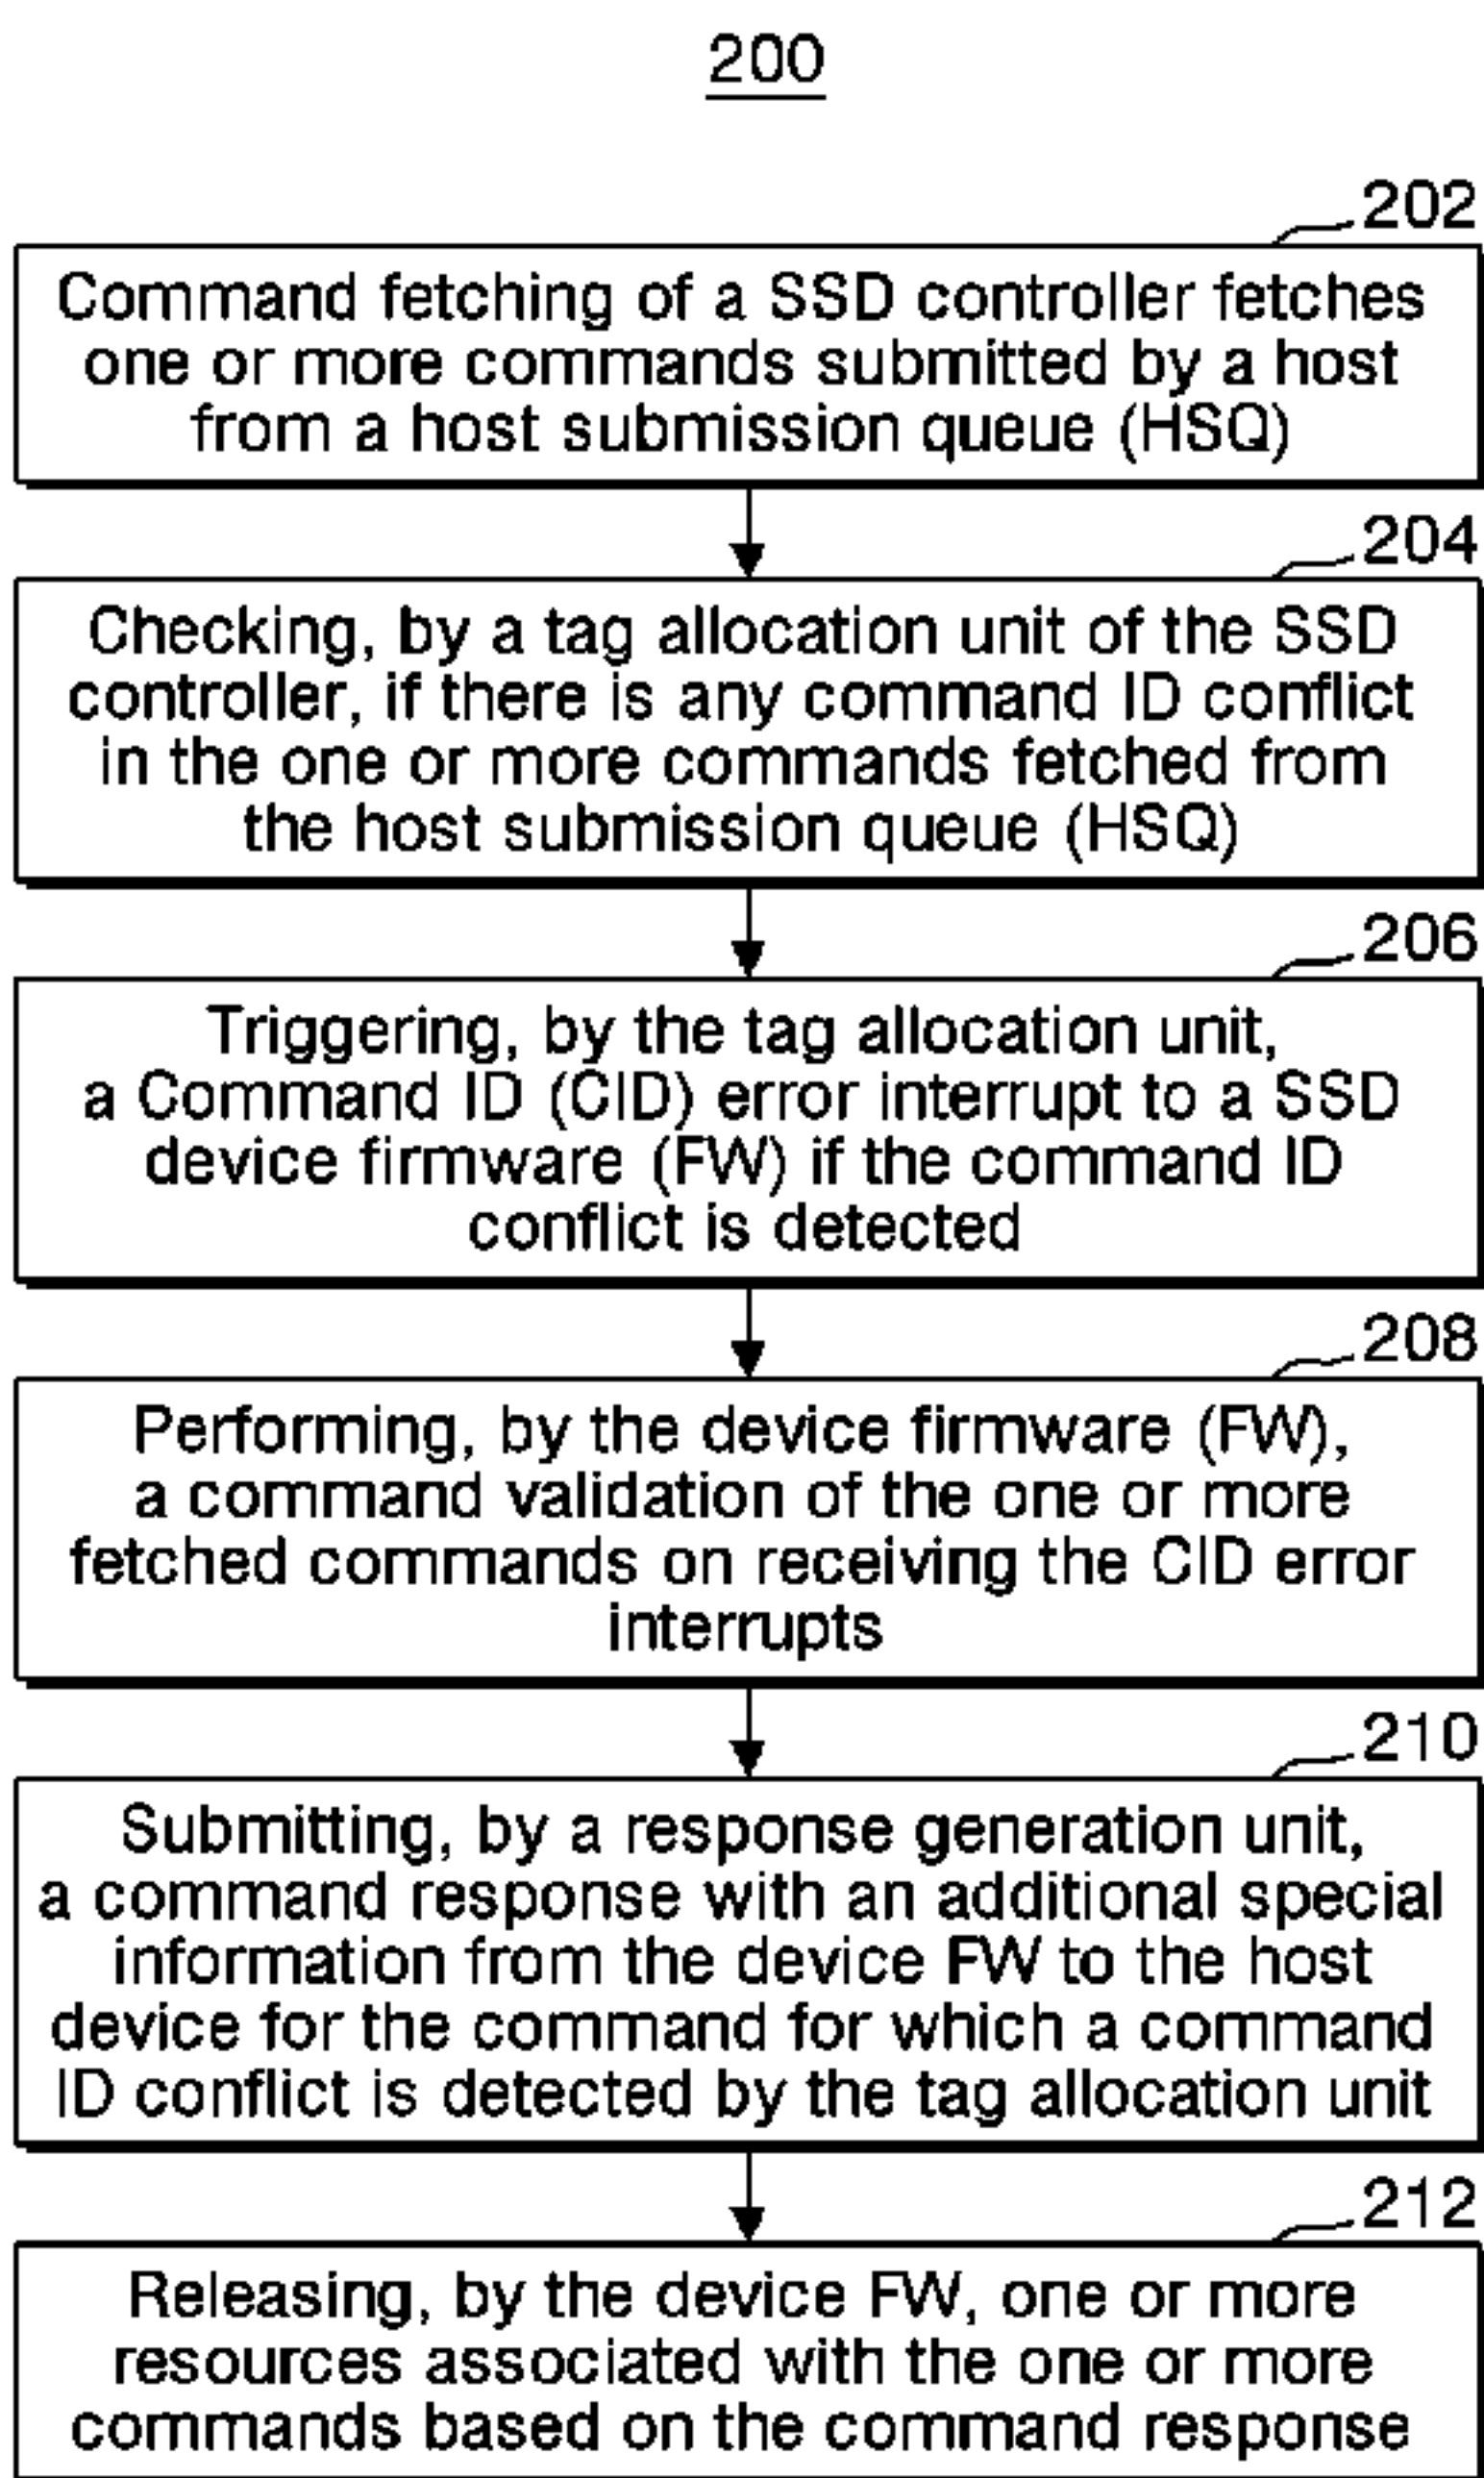 200
202
Command fetching of a SSD controller fetches
one or more commands submitted by a host
from a host submission queue (HSQ)
204
Checking, by a tag allocation unit of the SSD
controller, if there is any command ID conflict
in the one or more commands fetched from
the host submission queue (HSQ)
206
Triggering, by the tag allocation unit,
a Command ID (CID) error interrupt to a SSD
device firmware (FW) if the command ID
conflict is detected
208
Performing, by the device firmware (FW),
a command validation of the one or more
fetched commands on receiving the CID error
interrupts
210
Submitting, by a response generation unit,
a command response with an additional special
information from the device FW to the host
device for the command for which a command
ID conflict is detected by the tag allocation unit
212
Releasing, by the device FW, one or more
resources associated with the one or more
commands based on the command response